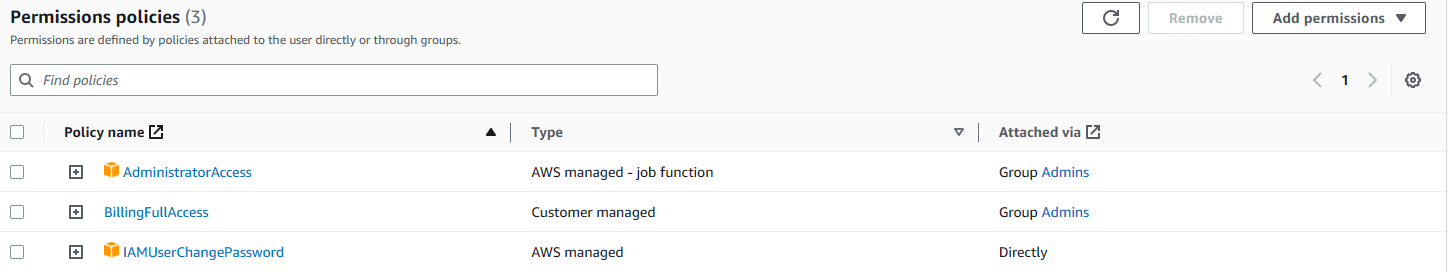 Permissions policies (3)
Remove
Add permissions
Permissions are defined by policies attached to the user directly or through groups.
Find policies
1
Policy name
Type
Attached via
AdministratorAccess
AWS managed - job function
Group Admins
BillingFullAccess
Customer managed
Group Admins
IAMUserChangePassword
AWS managed
Directly